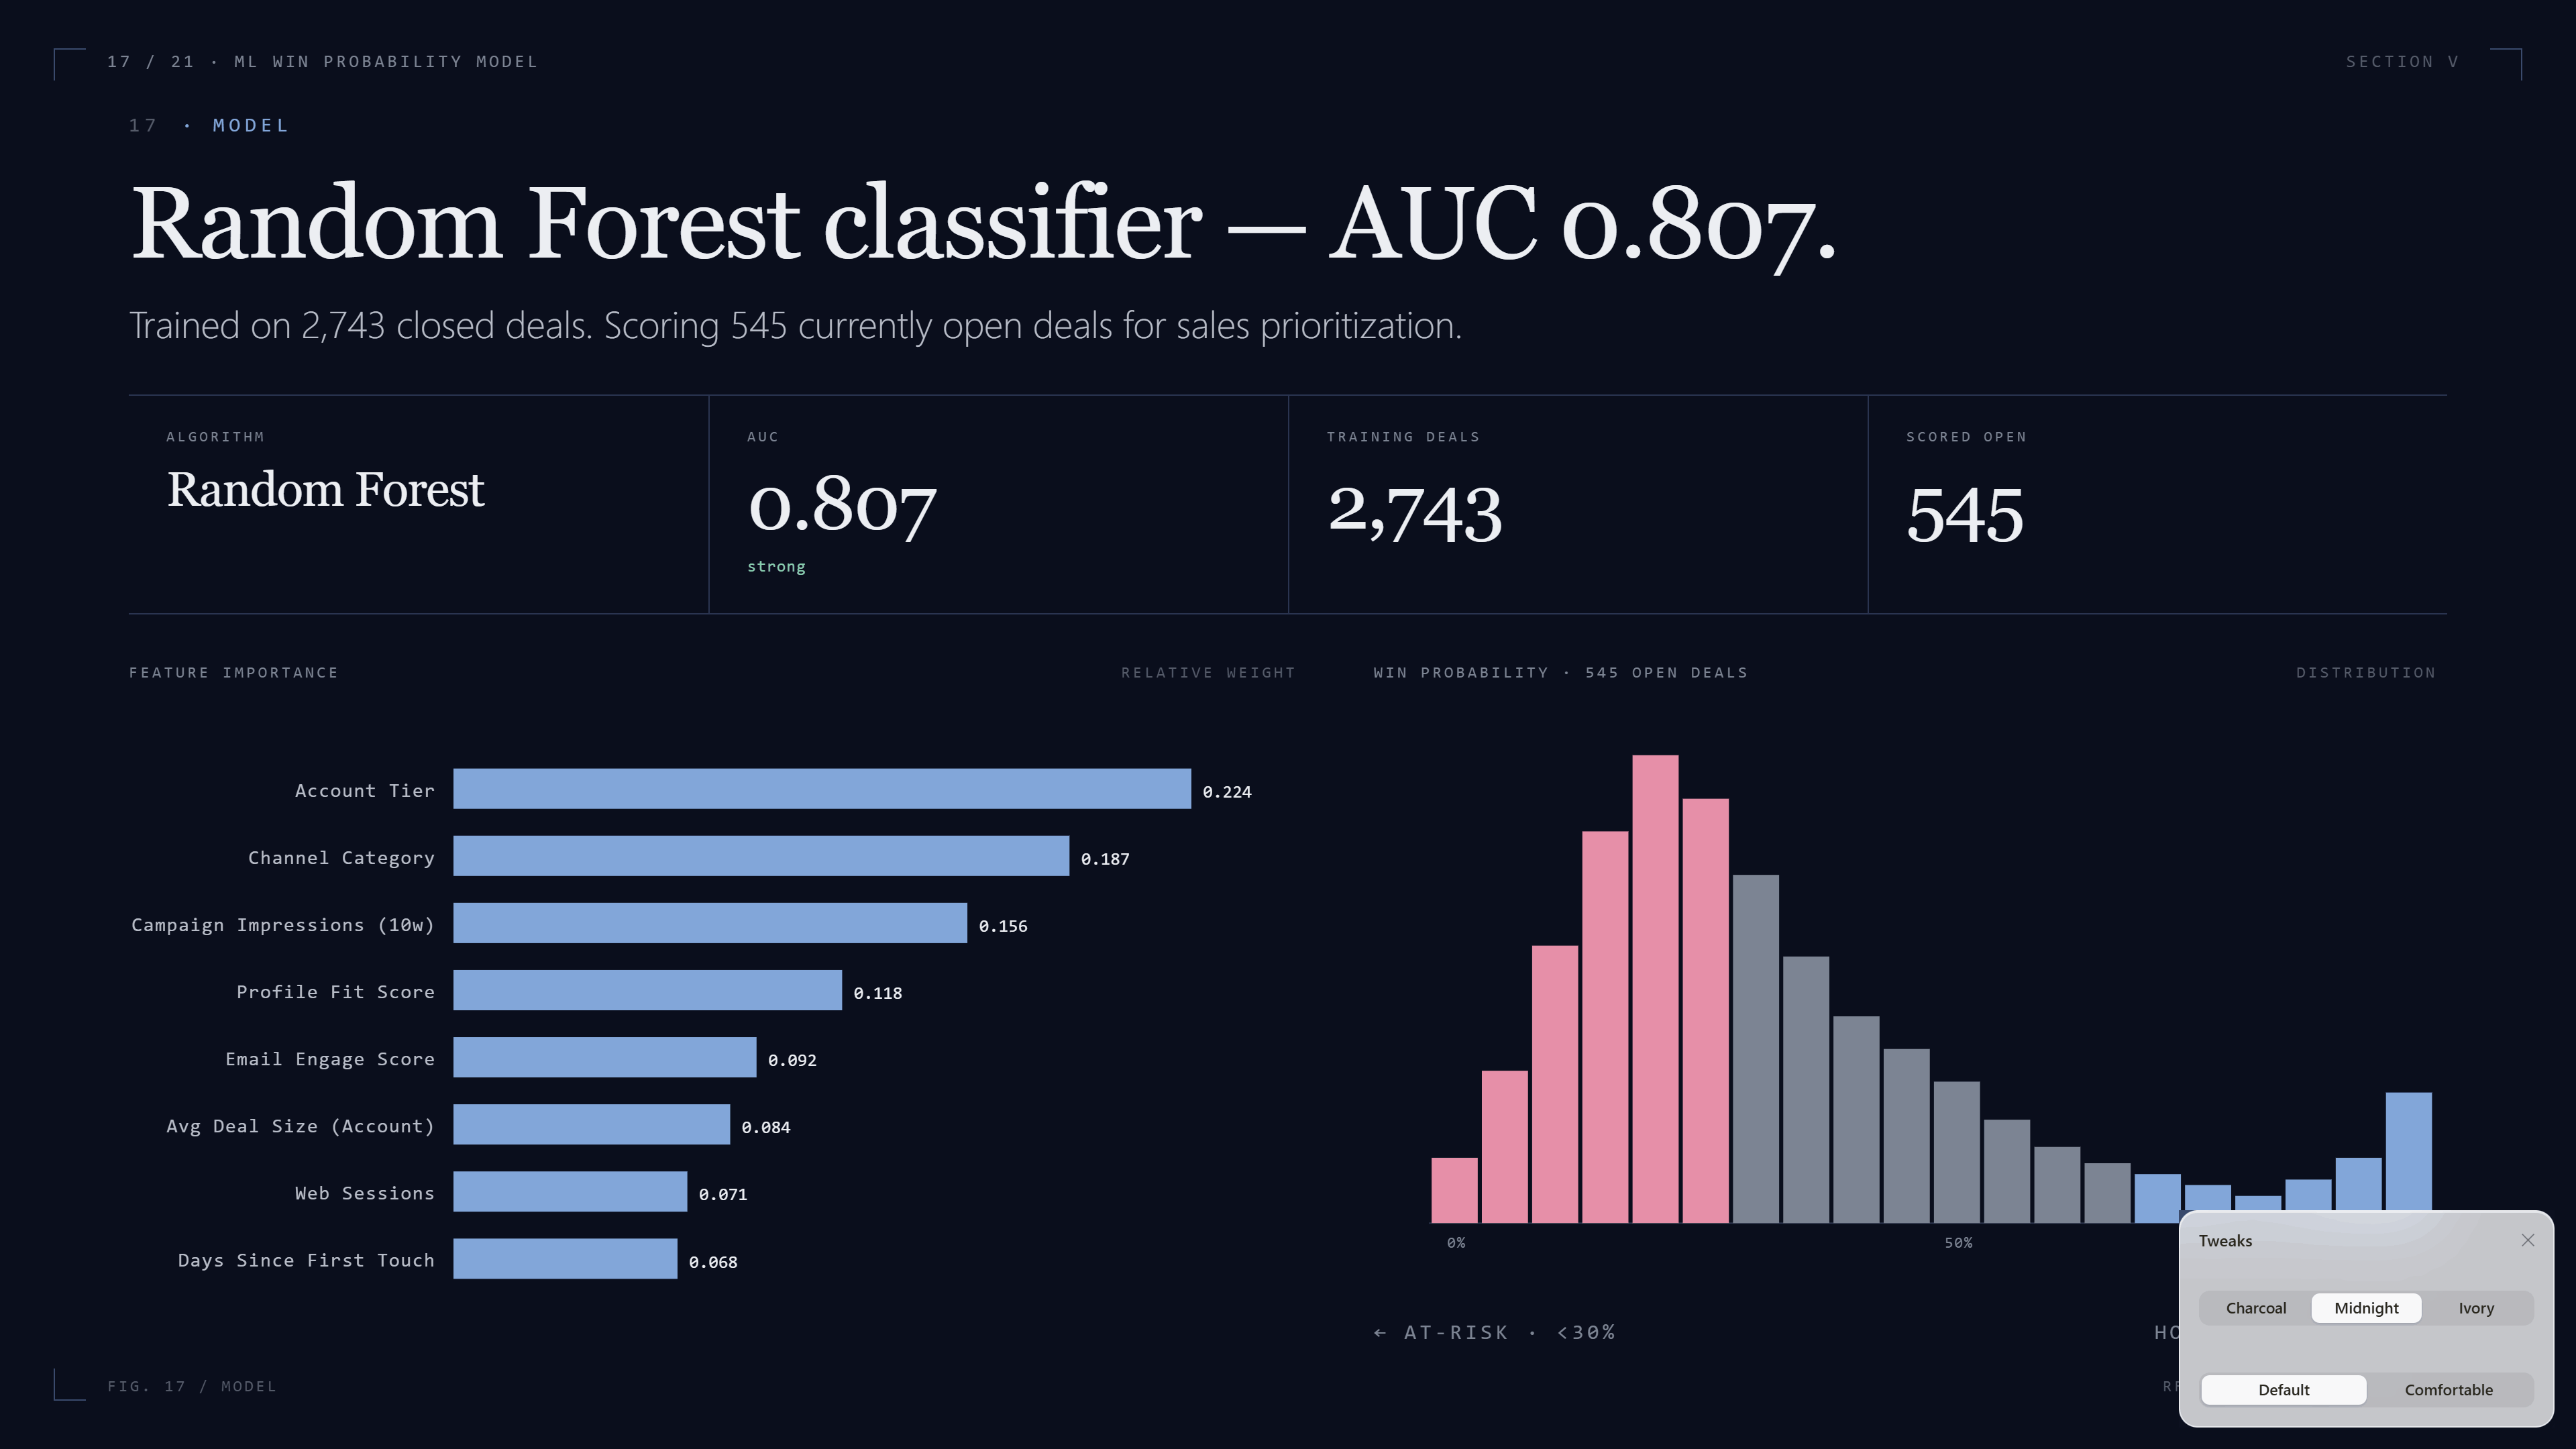 17 / 21 · ML WIN PROBABILITY MODEL
SECTION V
17 · MODEL
Random Forest classifier — AUC 0.807.
Trained on 2,743 closed deals. Scoring 545 currently open deals for sales prioritization.
ALGORITHM
Random Forest
AUC
0.807
strong
TRAINING DEALS
2,743
SCORED OPEN
545
FEATURE IMPORTANCE
RELATIVE WEIGHT
Account Tier 0.224
Channel Category 0.187
Campaign Impressions (10w) 0.156
Profile Fit Score 0.118
Email Engage Score 0.092
Avg Deal Size (Account) 0.084
Web Sessions 0.071
Days Since First Touch 0.068
WIN PROBABILITY · 545 OPEN DEALS
DISTRIBUTION
0% 50%
← AT-RISK · <30%
FIG. 17 / MODEL
Tweaks
Charcoal Midnight Ivory
Default Comfortable